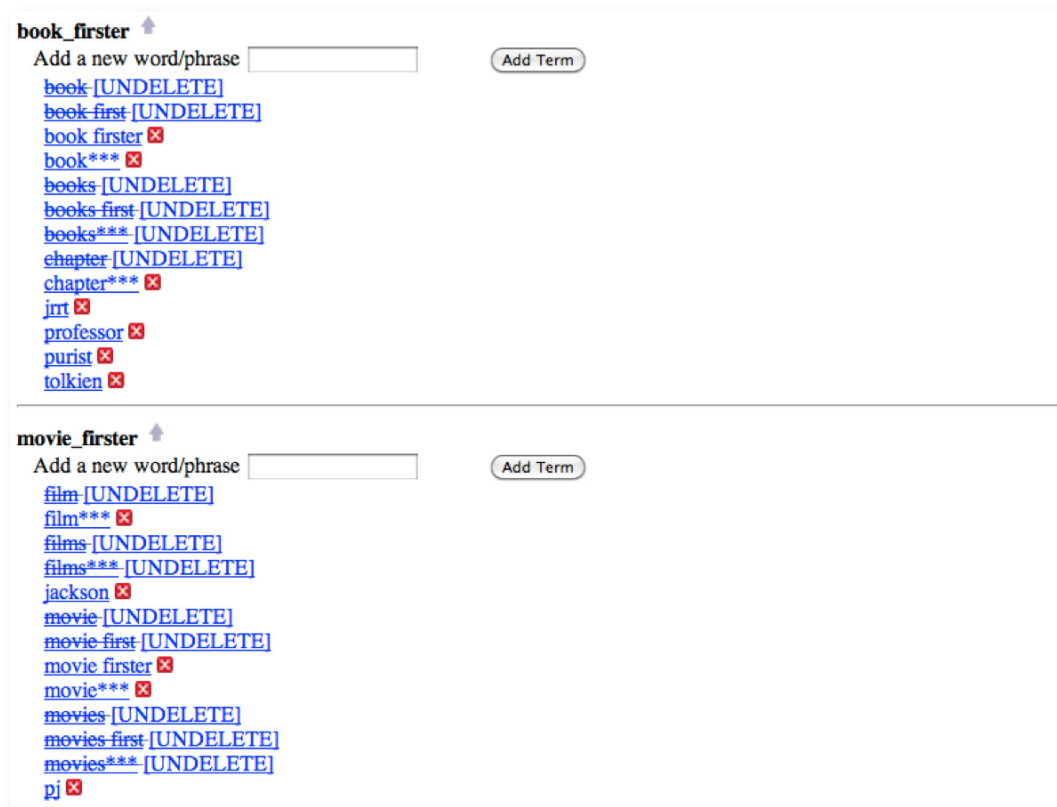 book_firster
Add a new word/phrase Add Term
book [UNDELETE]
book first [UNDELETE]
book firster
book***
books [UNDELETE]
books first [UNDELETE]
books*** [UNDELETE]
chapter [UNDELETE]
chapter***
jrrt
professor
purist
tolkien
movie_firster
Add a new word/phrase Add Term
film [UNDELETE]
film***
films [UNDELETE]
films*** [UNDELETE]
jackson
movie [UNDELETE]
movie first [UNDELETE]
movie firster
movie***
movies [UNDELETE]
movies first [UNDELETE]
movies*** [UNDELETE]
pj